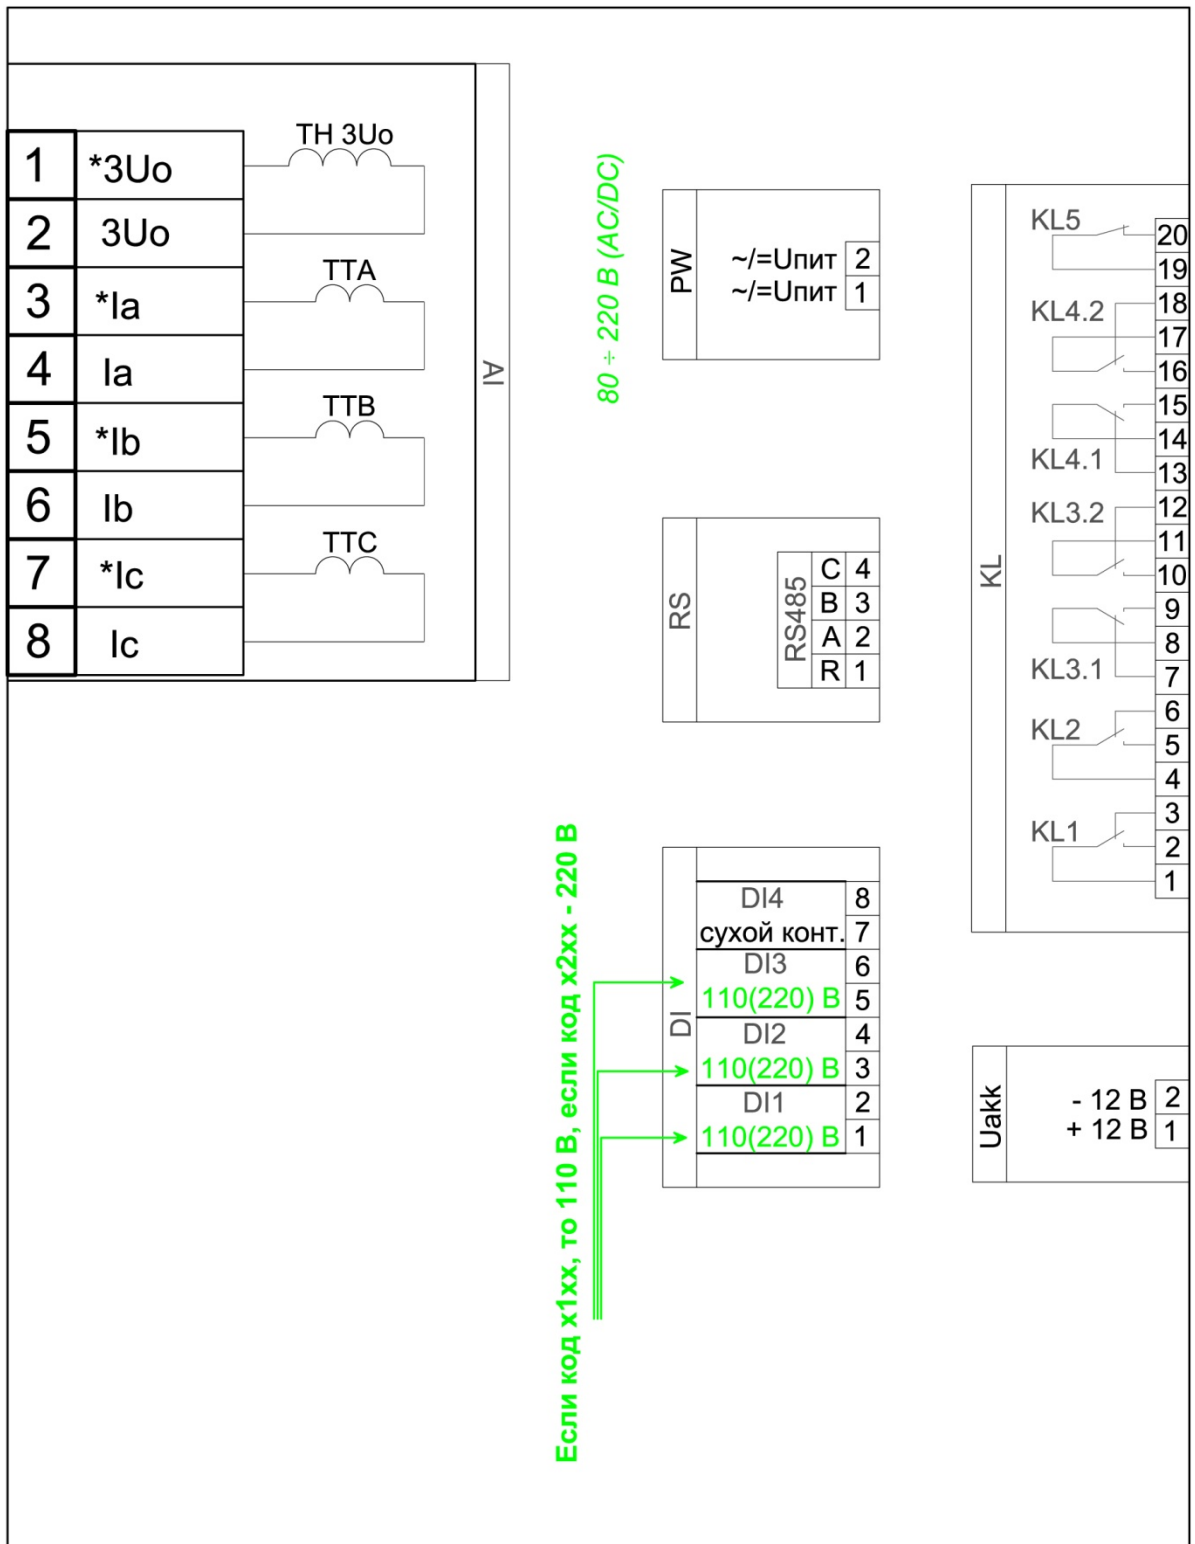 1 *3Uo
2 3Uo
3 *Ia
4 Ia
5 *Ib
6 Ib
7 *Ic
8 Ic
ТН 3Uo
ТТА
ТТВ
ТТС
AI
80 ÷ 220 В (AC/DC)
PW
~/=Uпит 2
~/=Uпит 1
RS
RS485
C 4
B 3
A 2
R 1
Если код х1хх, то 110 В, если код х2хх - 220 В
DI
DI4 8
сухой конт. 7
DI3 6
110(220) В 5
DI2 4
110(220) В 3
DI1 2
110(220) В 1
KL
KL5
KL4.2
KL4.1
KL3.2
KL3.1
KL2
KL1
20
19
18
17
16
15
14
13
12
11
10
9
8
7
6
5
4
3
2
1
Uakk
- 12 В 2
+ 12 В 1